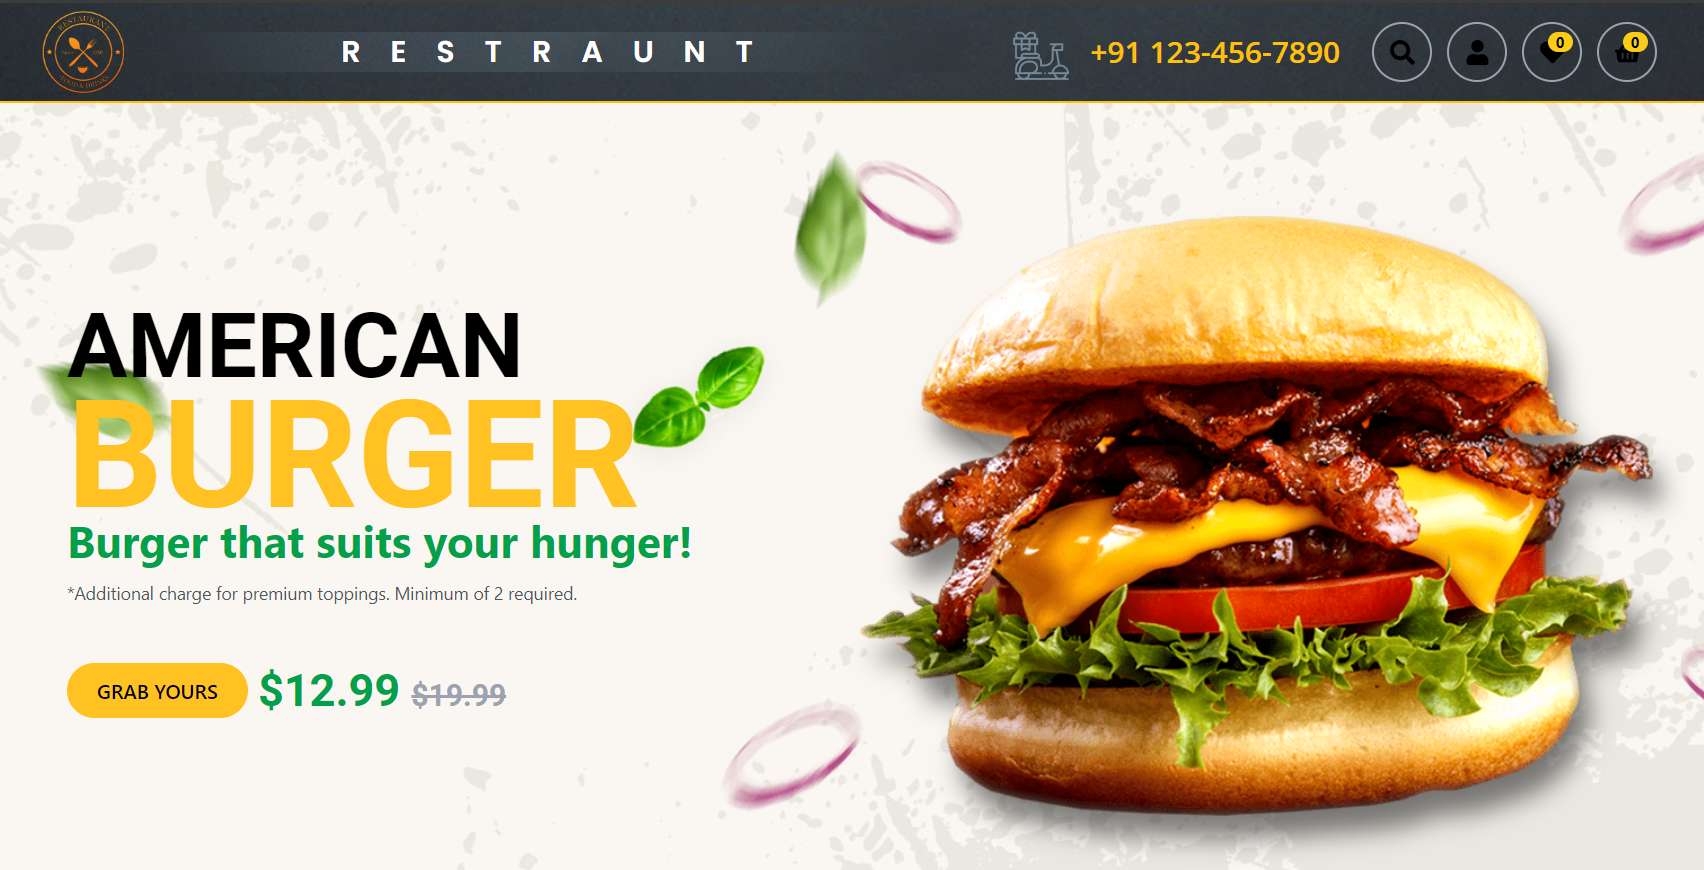 RESTAURANT
FOOD & DRINKS
RESTRAUNT
+91 123-456-7890
0
0
AMERICAN
BURGER
Burger that suits your hunger!
*Additional charge for premium toppings. Minimum of 2 required.
GRAB YOURS $12.99 $19.99